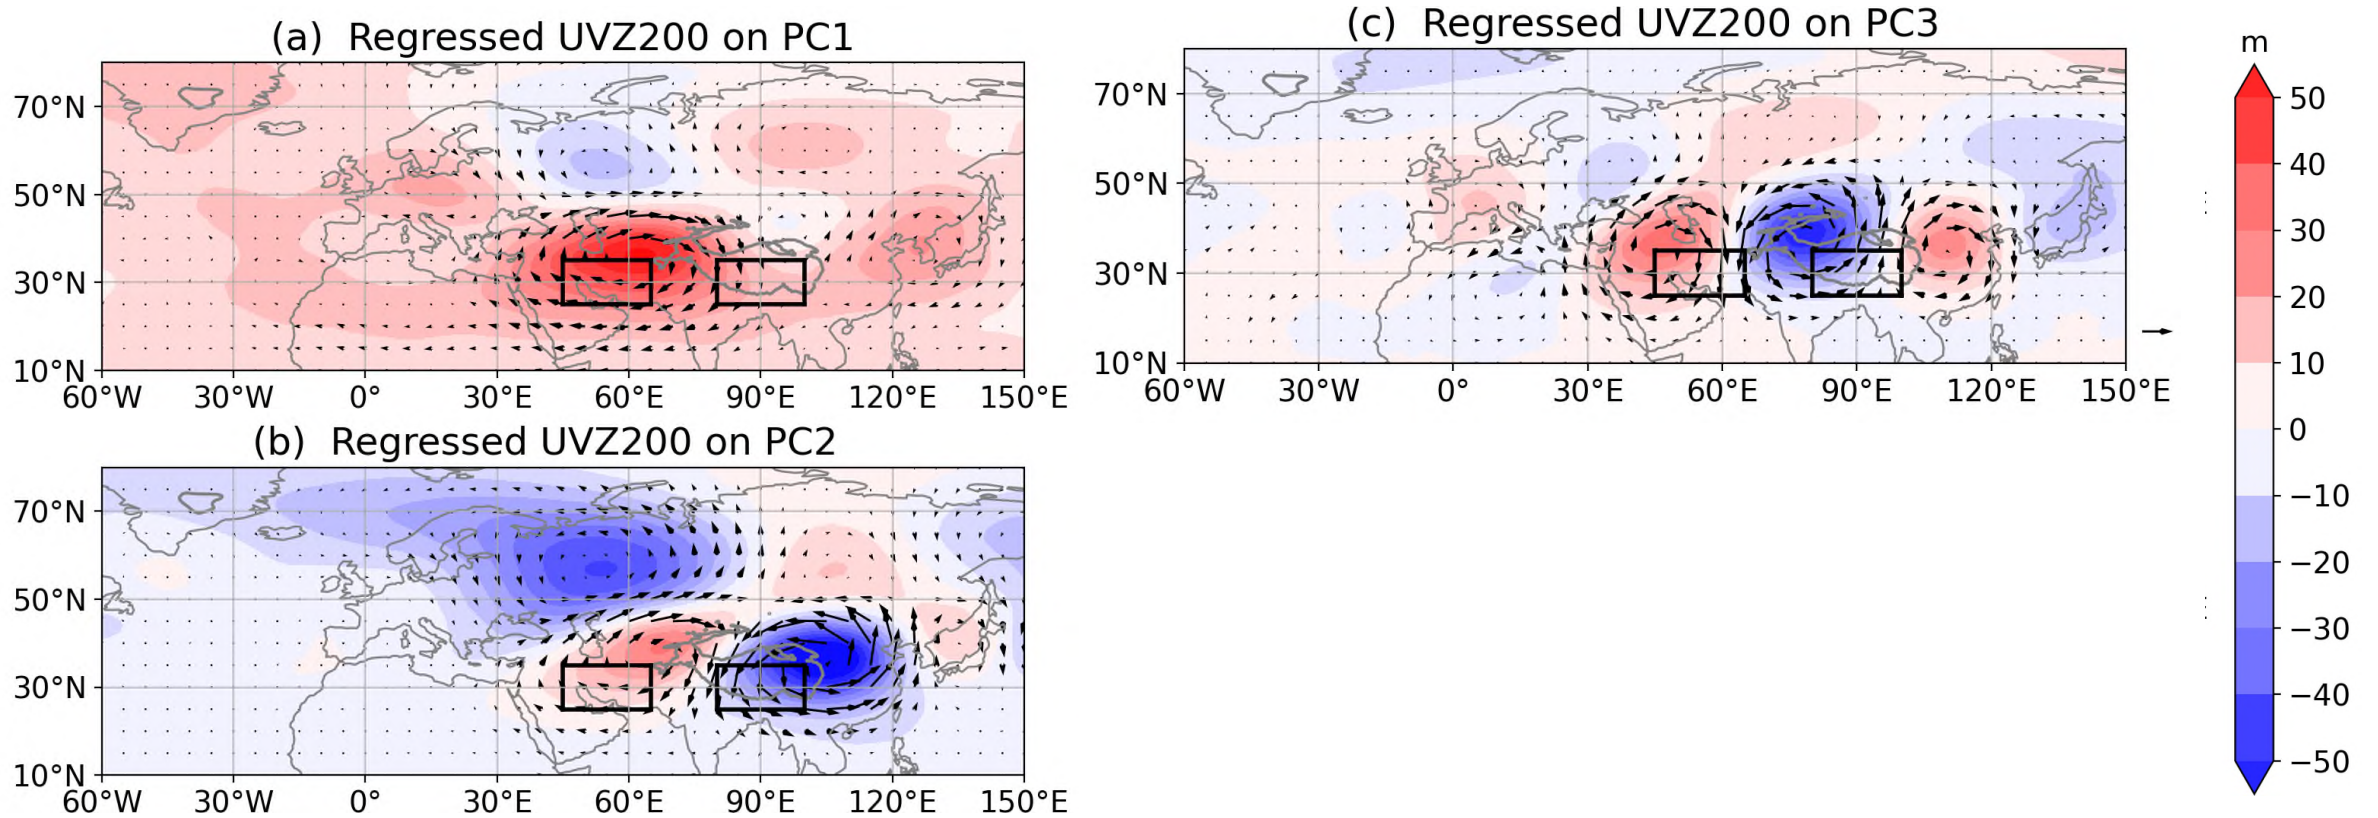 (a)  Regressed UVZ200 on PC1
70°N
50°N
30°N
10°N
60°W 30°W 0° 30°E 60°E 90°E 120°E 150°E
(b)  Regressed UVZ200 on PC2
70°N
50°N
30°N
10°N
60°W 30°W 0° 30°E 60°E 90°E 120°E 150°E
(c)  Regressed UVZ200 on PC3
70°N
50°N
30°N
10°N
60°W 30°W 0° 30°E 60°E 90°E 120°E 150°E
m
50
40
30
20
10
0
−10
−20
−30
−40
−50